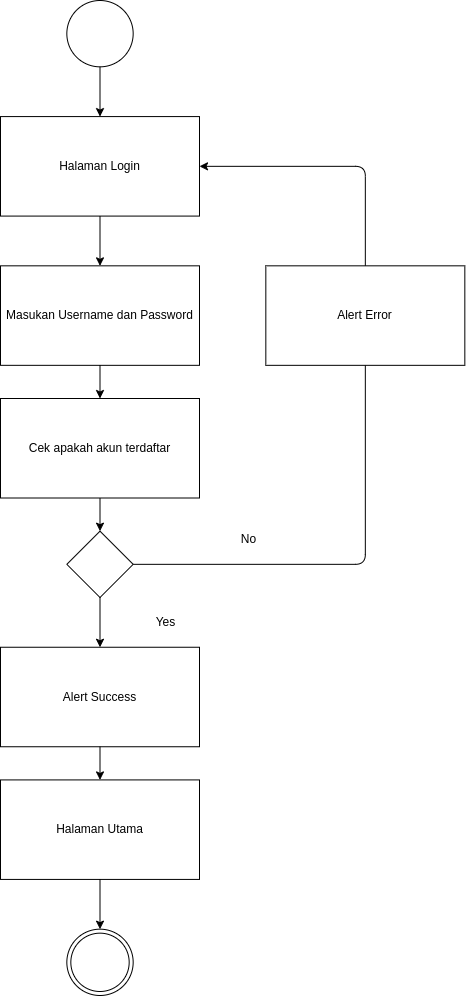 Halaman Login
Masukan Username dan Password
Alert Error
Cek apakah akun terdaftar
No
Yes
Alert Success
Halaman Utama